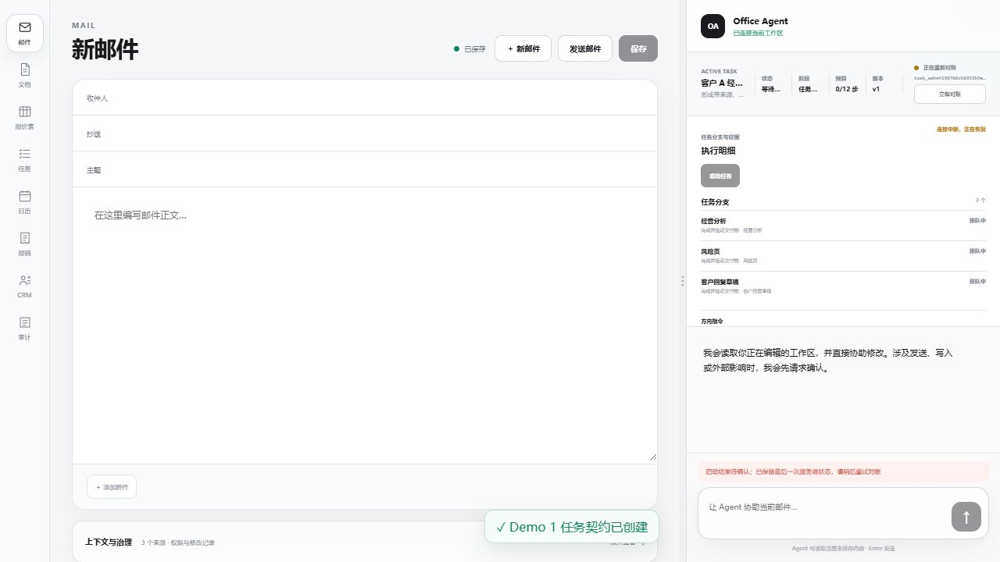 邮件
文档
报价表
任务
日历
报销
CRM
审计
MAIL
新邮件
已保存
+ 新邮件
发送邮件
保存
收件人
抄送
主题
在这里编写邮件正文...
+ 添加附件
上下文与治理 3 个来源 · 权限与修改记录
✓ Demo 1 任务契约已创建
OA
Office Agent
已连接当前工作区
ACTIVE TASK
客户 A 经...
形成带来源、...
状态
等待...
阶段
任务...
预算
0/12 步
版本
v1
正在重新对账
立即对账
连接中断，正在恢复
任务分支与证据
执行明细
启动任务
任务分支
3 个
经营分析
排队中
完成并验证交付物：经营分析
风险页
排队中
完成并验证交付物：风险页
客户回复草稿
排队中
完成并验证交付物：客户回复草稿
方向指令
我会读取你正在编辑的工作区，并直接协助修改。涉及发送、写入
或外部影响时，我会先请求确认。
启动结果待确认；已保留最后一次服务端状态，请稍后重试对账
让 Agent 协助当前邮件...
↑
Agent 可读取当前未保存内容 · Enter 发送